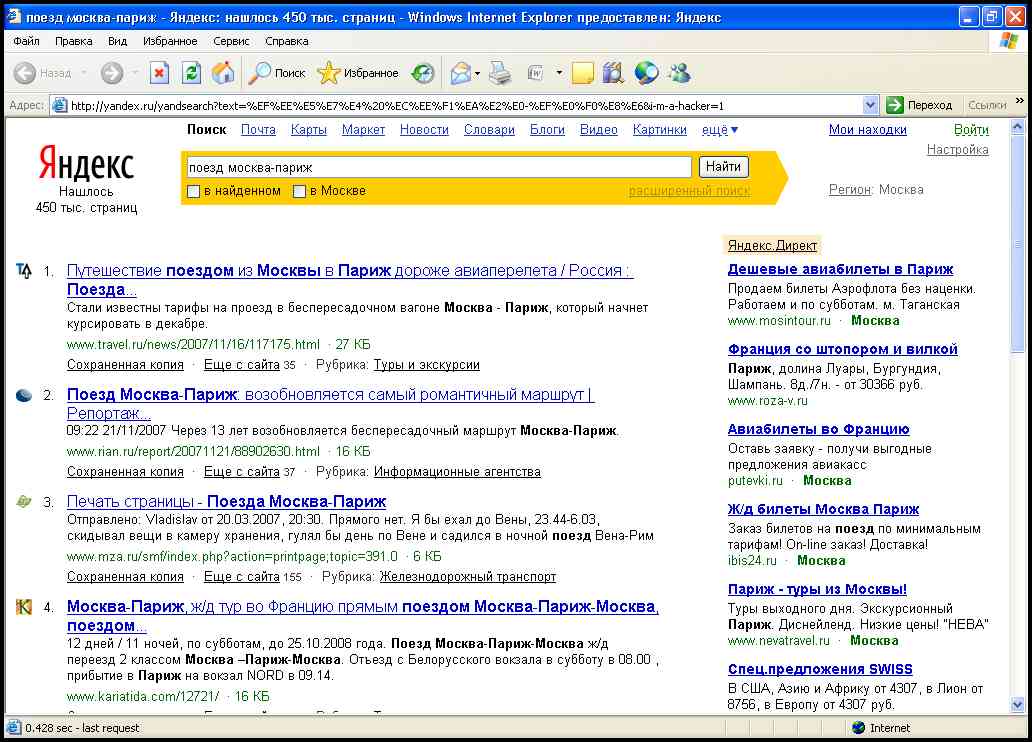 поезд москва-париж - Яндекс: нашлось 450 тыс. страниц - Windows Internet Explorer предоставлен: Яндекс
Файл Правка Вид Избранное Сервис Справка
Назад Поиск Избранное
Адрес: http://yandex.ru/yandsearch?text=%EF%EE%E5%E7%E4%20%EC%EE%F1%EA%E2%E0-%EF%E0%F0%E8%E6&i-m-a-hacker=1 Переход Ссылки »
Поиск Почта Карты Маркет Новости Словари Блоги Видео Картинки ещё ▼ Мои находки Войти
Настройка
Яндекс
Нашлось
450 тыс. страниц
поезд москва-париж Найти
в найденном в Москве расширенный поиск
Регион: Москва
1. Путешествие поездом из Москвы в Париж дороже авиаперелета / Россия :
Поезда...
Стали известны тарифы на проезд в беспересадочном вагоне Москва - Париж, который начнет
курсировать в декабре.
www.travel.ru/news/2007/11/16/117175.html · 27 КБ
Сохраненная копия · Еще с сайта 35 · Рубрика: Туры и экскурсии
2. Поезд Москва-Париж: возобновляется самый романтичный маршрут |
Репортаж...
09:22 21/11/2007 Через 13 лет возобновляется беспересадочный маршрут Москва-Париж.
www.rian.ru/report/20071121/88902630.html · 16 КБ
Сохраненная копия · Еще с сайта 37 · Рубрика: Информационные агентства
3. Печать страницы - Поезда Москва-Париж
Отправлено: Vladislav от 20.03.2007, 20:30. Прямого нет. Я бы ехал до Вены, 23.44-6.03,
скидывал вещи в камеру хранения, гулял бы день по Вене и садился в ночной поезд Вена-Рим
www.mza.ru/smf/index.php?action=printpage;topic=391.0 · 6 КБ
Сохраненная копия · Еще с сайта 155 · Рубрика: Железнодорожный транспорт
4. Москва-Париж, ж/д тур во Францию прямым поездом Москва-Париж-Москва,
поездом...
12 дней / 11 ночей, по субботам, до 25.10.2008 года. Поезд Москва-Париж-Москва ж/д
переезд 2 классом Москва –Париж-Москва. Отъезд с Белорусского вокзала в субботу в 08.00 ,
прибытие в Париж на вокзал NORD в 09.14.
www.kariatida.com/12721/ · 16 КБ
Яндекс.Директ
Дешевые авиабилеты в Париж
Продаем билеты Аэрофлота без наценки.
Работаем и по субботам. м. Таганская
www.mosintour.ru · Москва
Франция со штопором и вилкой
Париж, долина Луары, Бургундия,
Шампань. 8д./7н. - от 30366 руб.
www.roza-v.ru
Авиабилеты во Францию
Оставь заявку - получи выгодные
предложения авиакасс
putevki.ru · Москва
Ж/д билеты Москва Париж
Заказ билетов на поезд по минимальным
тарифам! On-line заказ! Доставка!
ibis24.ru · Москва
Париж - туры из Москвы!
Туры выходного дня. Экскурсионный
Париж. Диснейленд. Низкие цены! "НЕВА"
www.nevatravel.ru · Москва
Спец.предложения SWISS
В США, Азию и Африку от 4307, в Лион от
8756, в Европу от 4307 руб.
0.428 sec - last request Internet